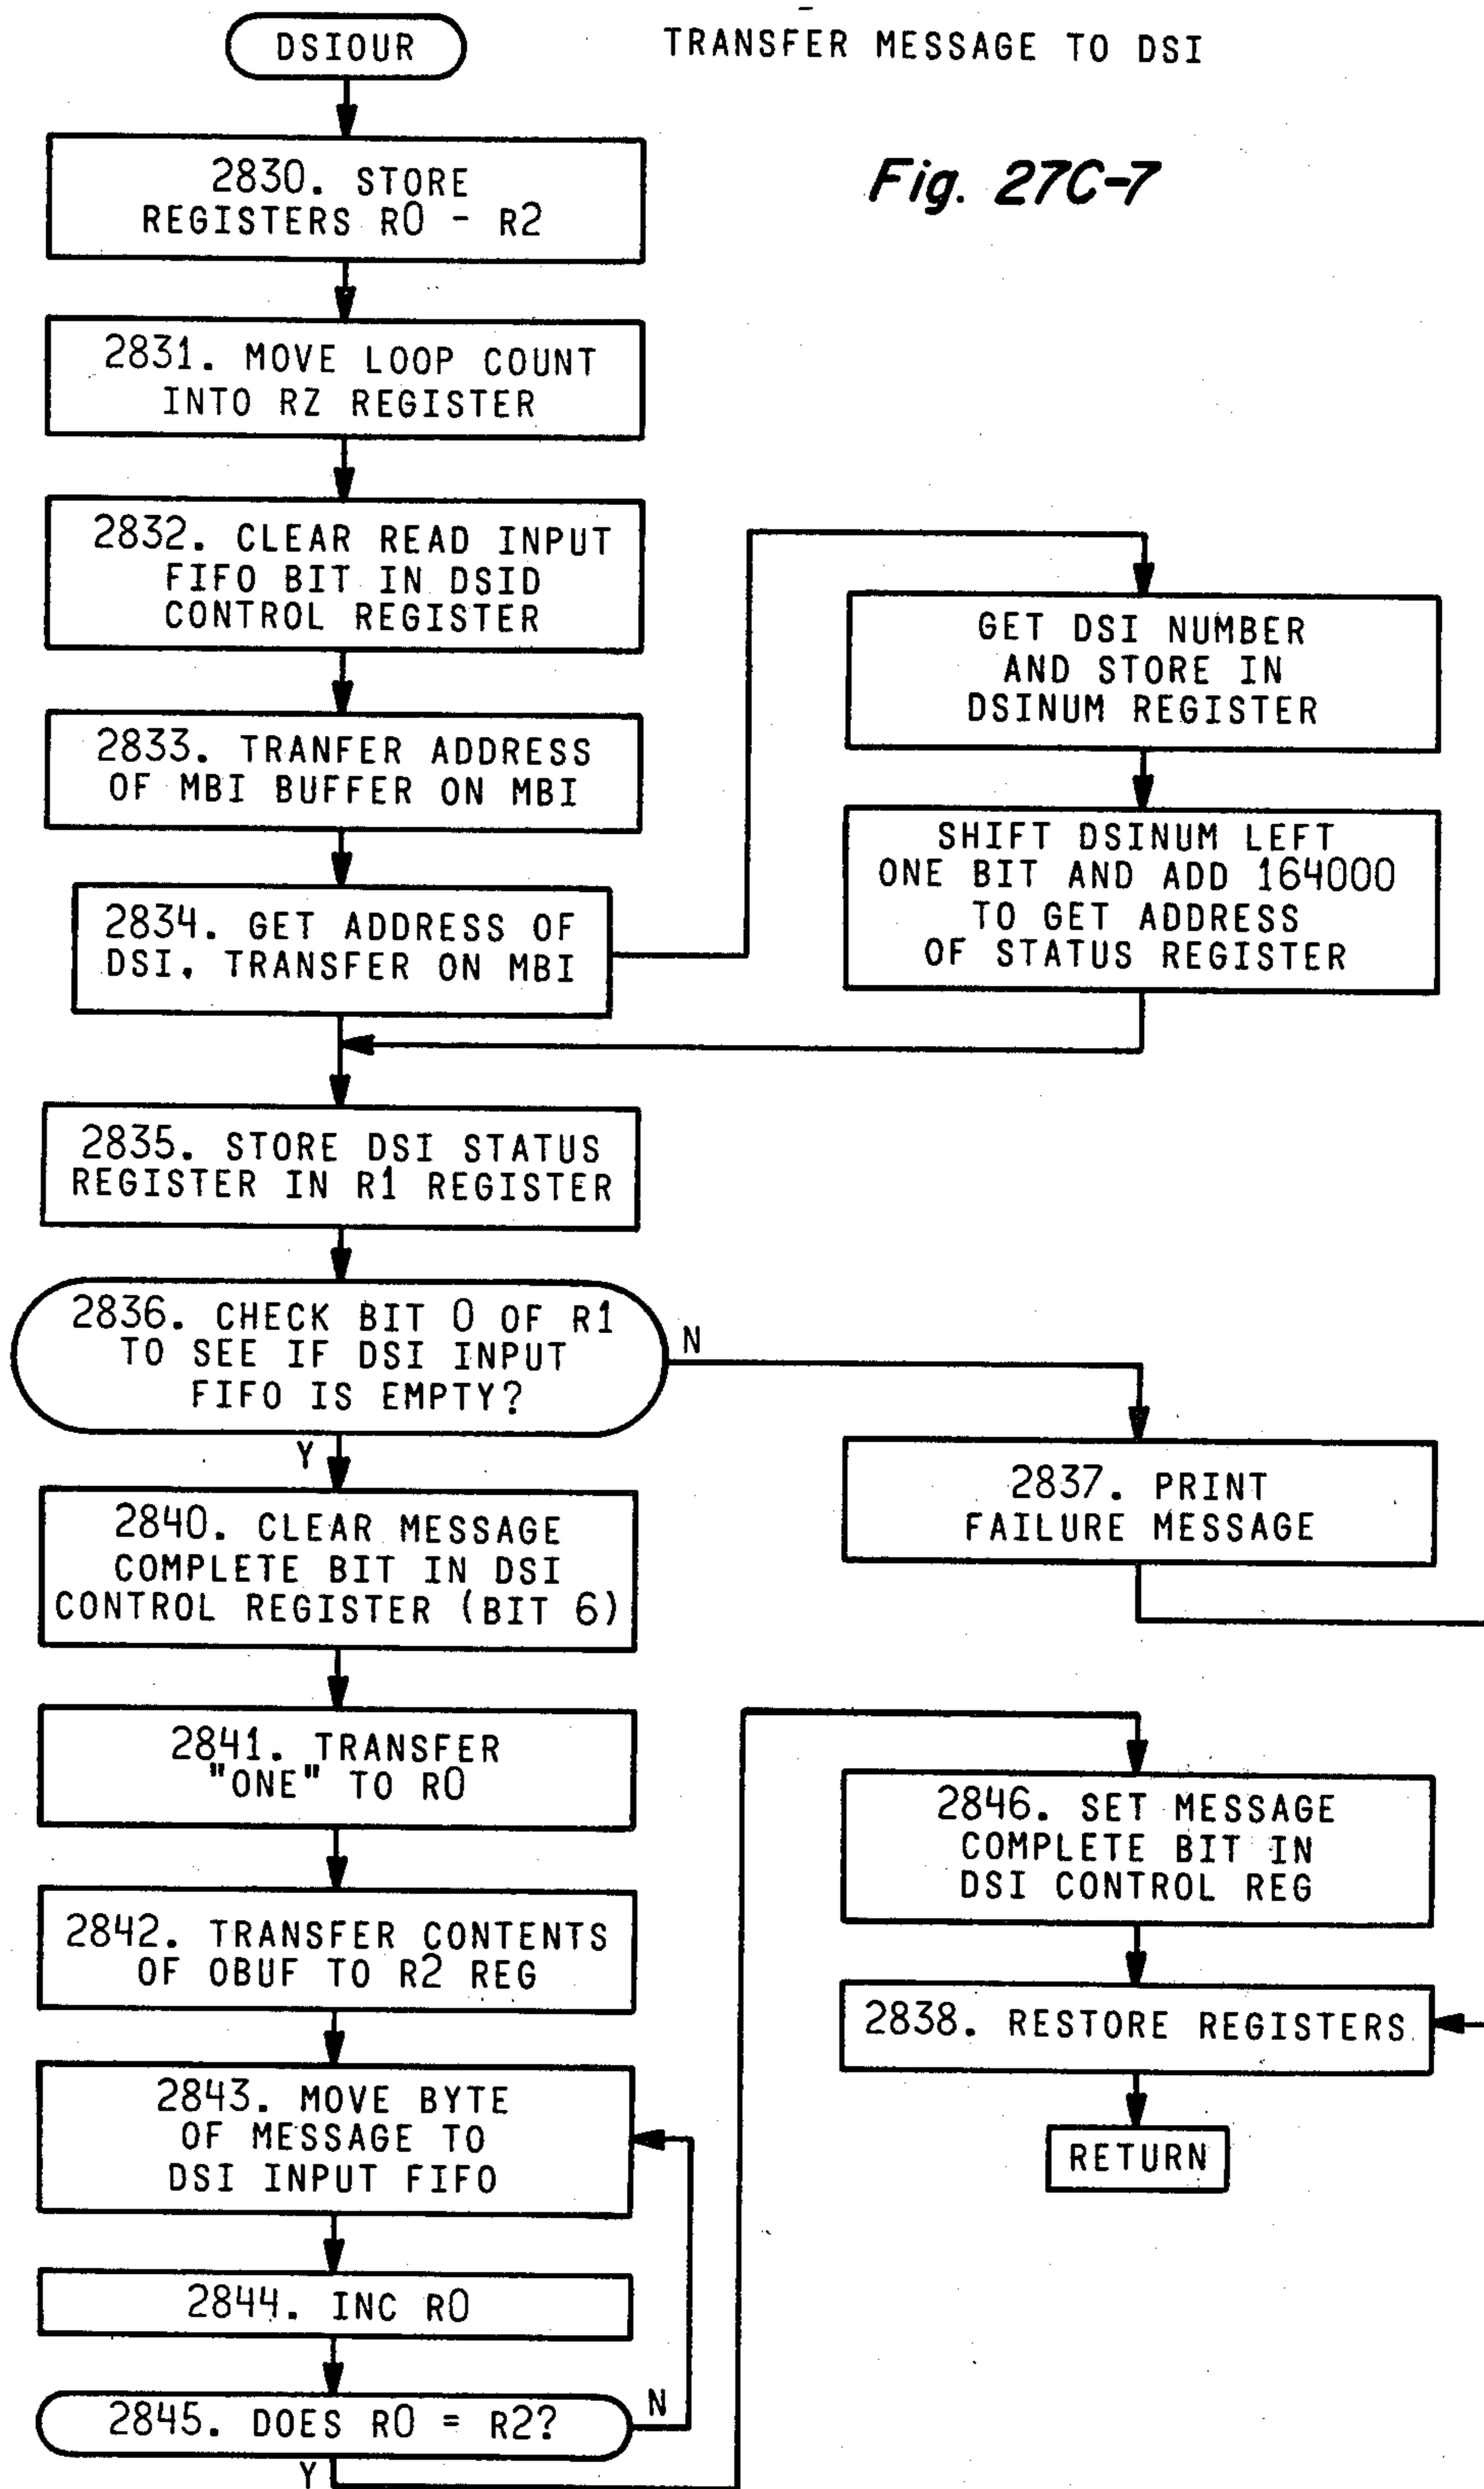 DSIOUR
TRANSFER MESSAGE TO DSI
Fig. 27C-7
2830. STORE
REGISTERS R0 - R2
2831. MOVE LOOP COUNT
INTO RZ REGISTER
2832. CLEAR READ INPUT
FIFO BIT IN DSID
CONTROL REGISTER
2833. TRANFER ADDRESS
OF MBI BUFFER ON MBI
2834. GET ADDRESS OF
DSI. TRANSFER ON MBI
GET DSI NUMBER
AND STORE IN
DSINUM REGISTER
SHIFT DSINUM LEFT
ONE BIT AND ADD 164000
TO GET ADDRESS
OF STATUS REGISTER
2835. STORE DSI STATUS
REGISTER IN R1 REGISTER
2836. CHECK BIT 0 OF R1
TO SEE IF DSI INPUT
FIFO IS EMPTY?
N
Y
2837. PRINT
FAILURE MESSAGE
2840. CLEAR MESSAGE
COMPLETE BIT IN DSI
CONTROL REGISTER (BIT 6)
2841. TRANSFER
"ONE" TO R0
2842. TRANSFER CONTENTS
OF OBUF TO R2 REG
2843. MOVE BYTE
OF MESSAGE TO
DSI INPUT FIFO
2844. INC R0
2845. DOES R0 = R2?
N
Y
2846. SET MESSAGE
COMPLETE BIT IN
DSI CONTROL REG
2838. RESTORE REGISTERS
RETURN